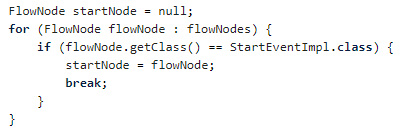 FlowNode startNode = null;
for (FlowNode flowNode : flowNodes) {
    if (flowNode.getClass() == StartEventImpl.class) {
        startNode = flowNode;
        break;
    }
}